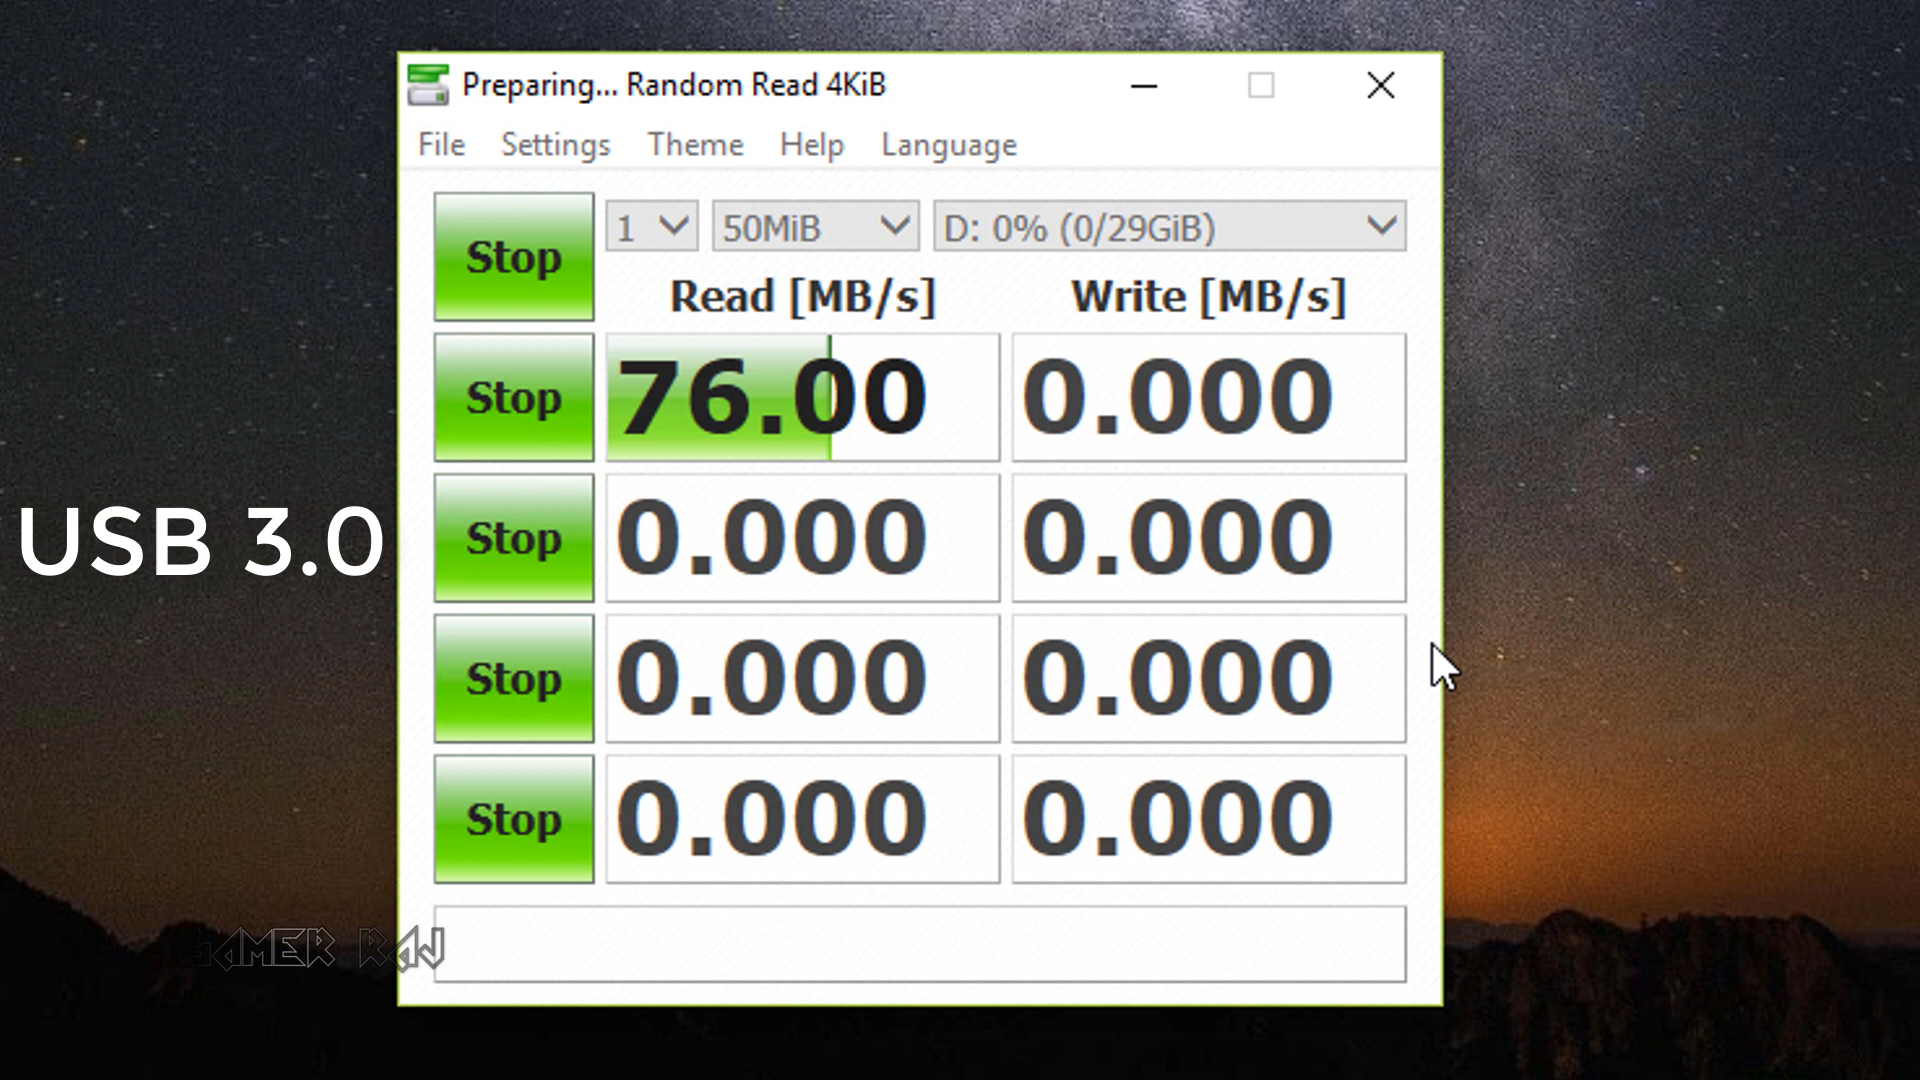 Preparing... Random Read 4KiB
File Settings Theme Help Language
Stop 1 50MiB D: 0% (0/29GiB)
Read [MB/s] Write [MB/s]
Stop 76.00 0.000
USB 3.0
Stop 0.000 0.000
Stop 0.000 0.000
Stop 0.000 0.000
GAMER RAJ